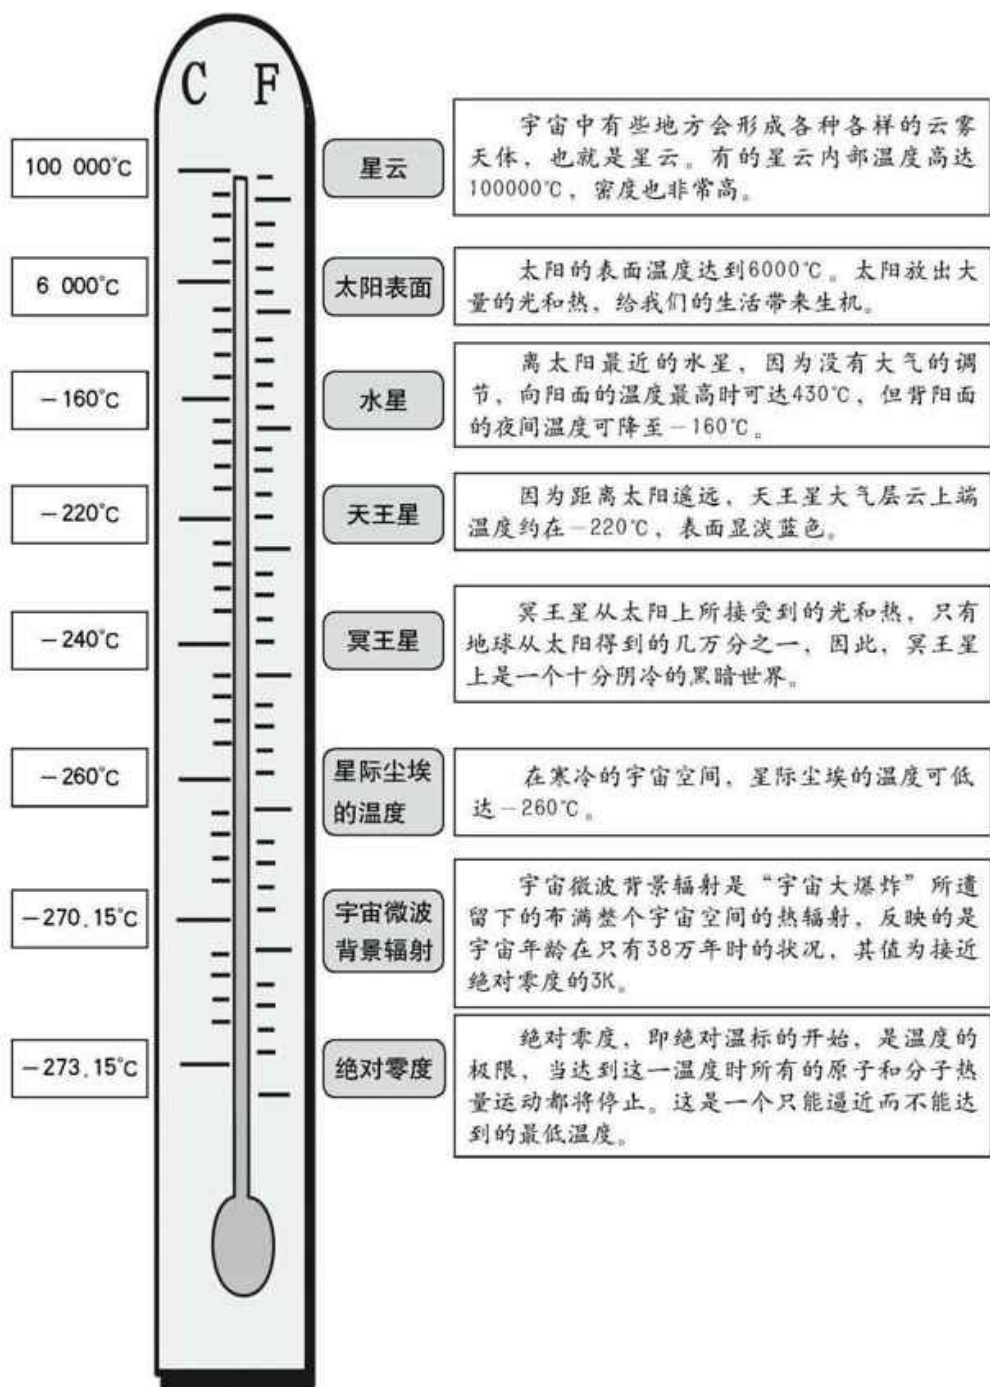 C F
100 000°C
星云
宇宙中有些地方会形成各种各样的云雾
天体，也就是星云。有的星云内部温度高达
100000℃，密度也非常高。
6 000°C
太阳表面
太阳的表面温度达到6000℃。太阳放出大
量的光和热，给我们的生活带来生机。
－160°C
水星
离太阳最近的水星，因为没有大气的调
节，向阳面的温度最高时可达430℃，但背阳面
的夜间温度可降至－160℃。
－220°C
天王星
因为距离太阳遥远，天王星大气层云上端
温度约在－220℃，表面显淡蓝色。
－240°C
冥王星
冥王星从太阳上所接受到的光和热，只有
地球从太阳得到的几万分之一，因此，冥王星
上是一个十分阴冷的黑暗世界。
－260°C
星际尘埃
的温度
在寒冷的宇宙空间，星际尘埃的温度可低
达－260℃。
－270.15°C
宇宙微波
背景辐射
宇宙微波背景辐射是“宇宙大爆炸”所遗
留下的布满整个宇宙空间的热辐射，反映的是
宇宙年龄在只有38万年时的状况，其值为接近
绝对零度的3K。
－273.15°C
绝对零度
绝对零度，即绝对温标的开始，是温度的
极限，当达到这一温度时所有的原子和分子热
量运动都将停止。这是一个只能逼近而不能达
到的最低温度。